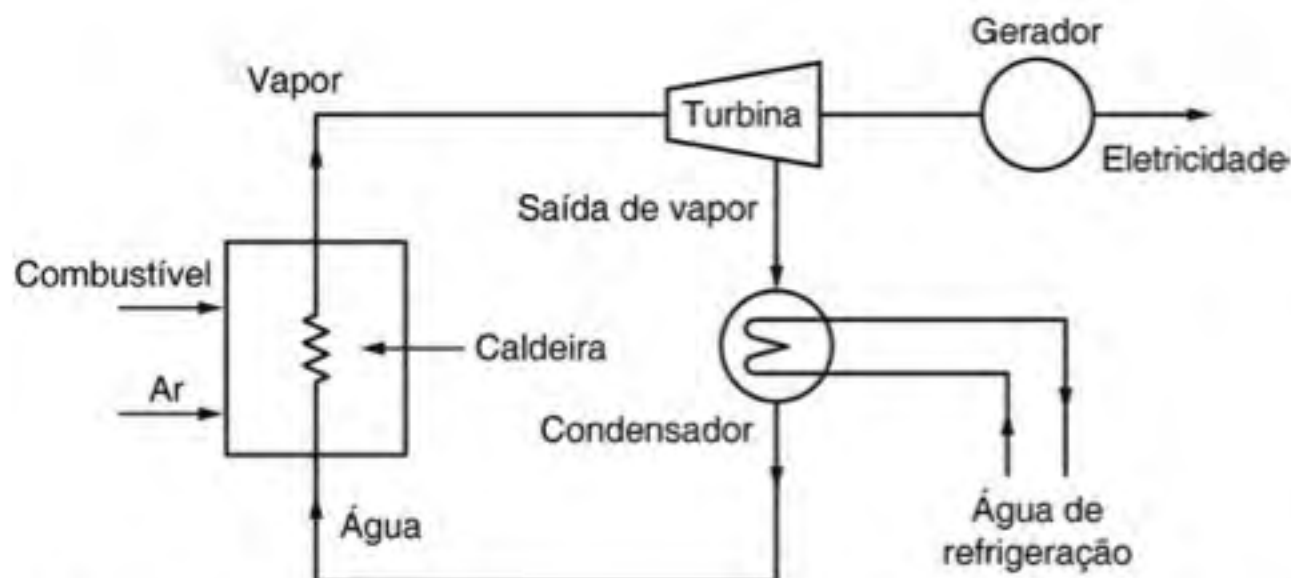 Gerador
Vapor
Turbina
Eletricidade
Saída de vapor
Combustível
Caldeira
Ar
Condensador
Água
Água de
refrigeração